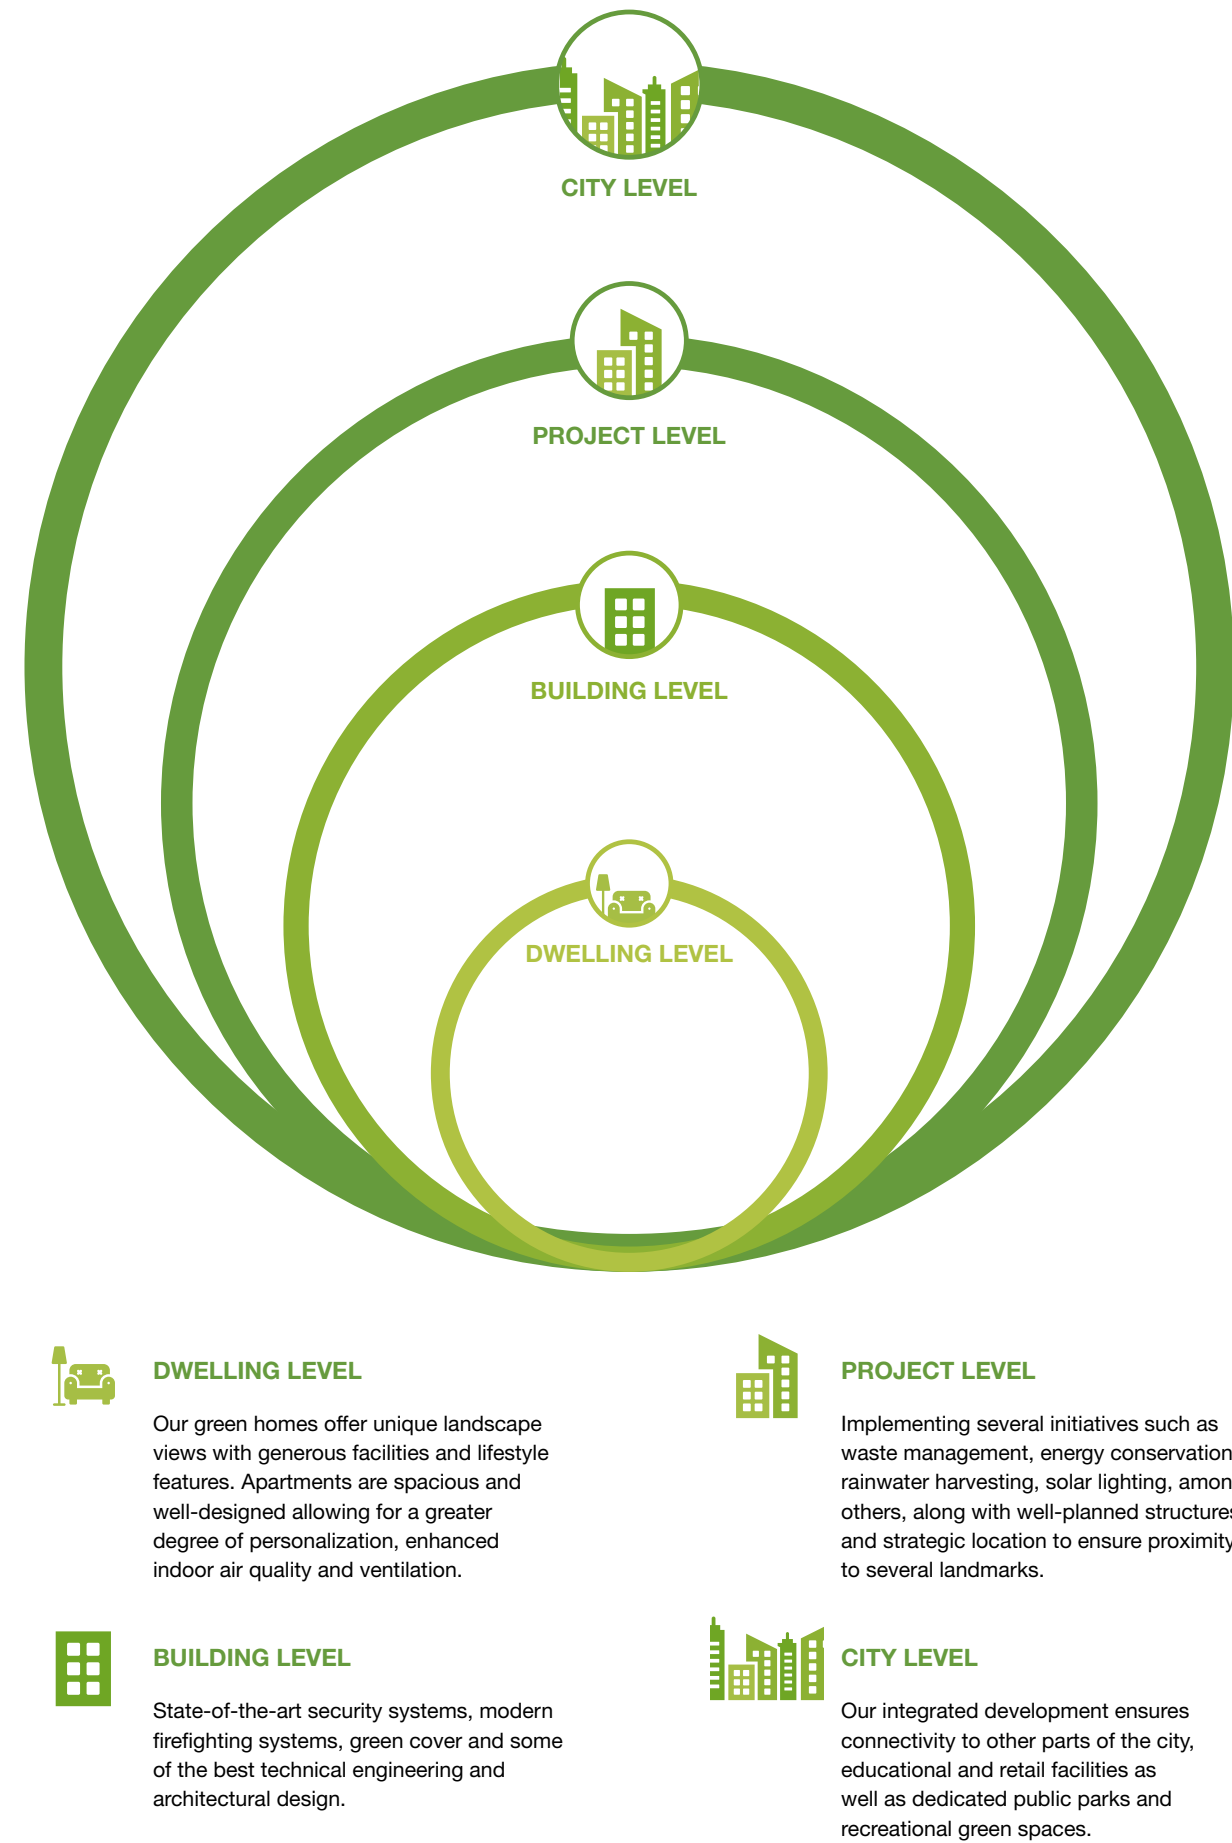 CITY LEVEL
PROJECT LEVEL
BUILDING LEVEL
DWELLING LEVEL
DWELLING LEVEL
Our green homes offer unique landscape
views with generous facilities and lifestyle
features. Apartments are spacious and
well-designed allowing for a greater
degree of personalization, enhanced
indoor air quality and ventilation.
BUILDING LEVEL
State-of-the-art security systems, modern
firefighting systems, green cover and some
of the best technical engineering and
architectural design.
PROJECT LEVEL
Implementing several initiatives such as
waste management, energy conservation
rainwater harvesting, solar lighting, amon
others, along with well-planned structures
and strategic location to ensure proximity
to several landmarks.
CITY LEVEL
Our integrated development ensures
connectivity to other parts of the city,
educational and retail facilities as
well as dedicated public parks and
recreational green spaces.